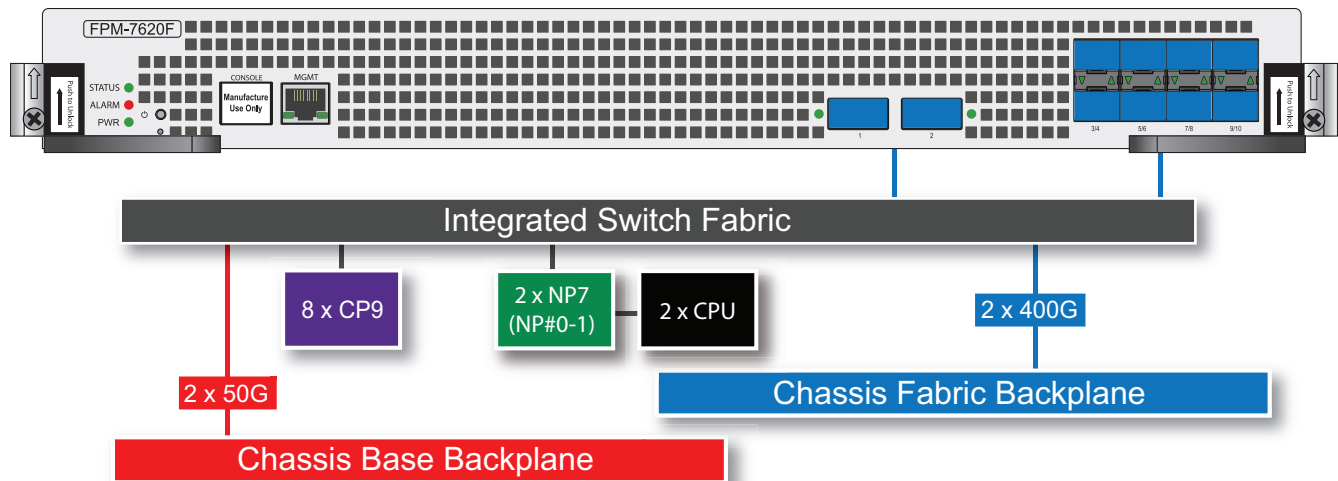 FPM-7620F
CONSOLE
MGMT
STATUS
ALARM
PWR
Push to Unlock
Manufacture
Use Only
Push to Unlock
1
2
3/4
5/6
7/8
9/10
Integrated Switch Fabric
8 x CP9
2 x NP7
(NP#0-1)
2 x CPU
2 x 400G
2 x 50G
Chassis Fabric Backplane
Chassis Base Backplane